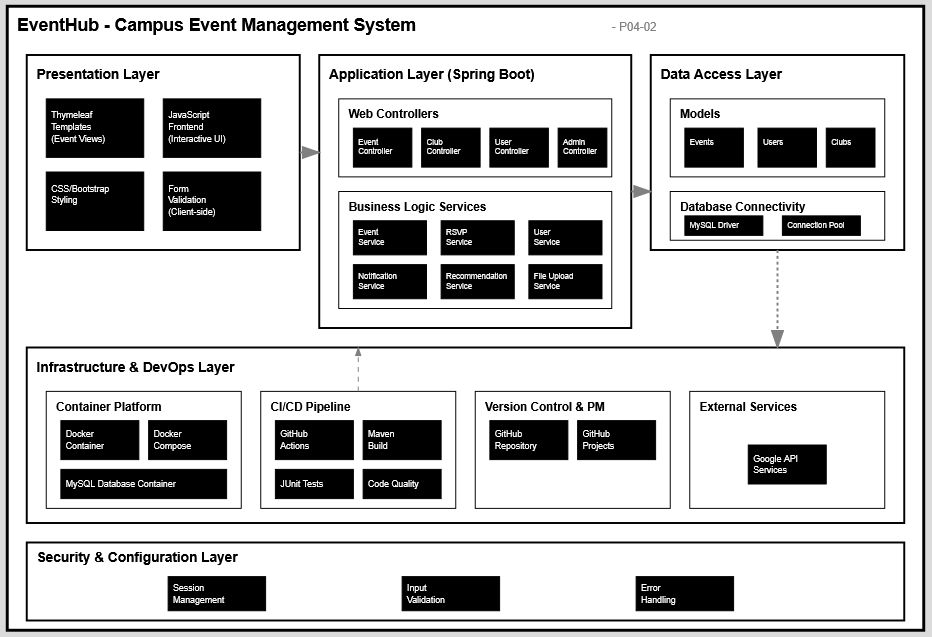 EventHub - Campus Event Management System
- P04-02
Presentation Layer
Thymeleaf
Templates
(Event Views)
JavaScript
Frontend
(Interactive UI)
CSS/Bootstrap
Styling
Form
Validation
(Client-side)
Application Layer (Spring Boot)
Web Controllers
Event
Controller
Club
Controller
User
Controller
Admin
Controller
Business Logic Services
Event
Service
RSVP
Service
User
Service
Notification
Service
Recommendation
Service
File Upload
Service
Data Access Layer
Models
Events
Users
Clubs
Database Connectivity
MySQL Driver
Connection Pool
Infrastructure & DevOps Layer
Container Platform
Docker
Container
Docker
Compose
MySQL Database Container
CI/CD Pipeline
GitHub
Actions
Maven
Build
JUnit Tests
Code Quality
Version Control & PM
GitHub
Repository
GitHub
Projects
External Services
Google API
Services
Security & Configuration Layer
Session
Management
Input
Validation
Error
Handling